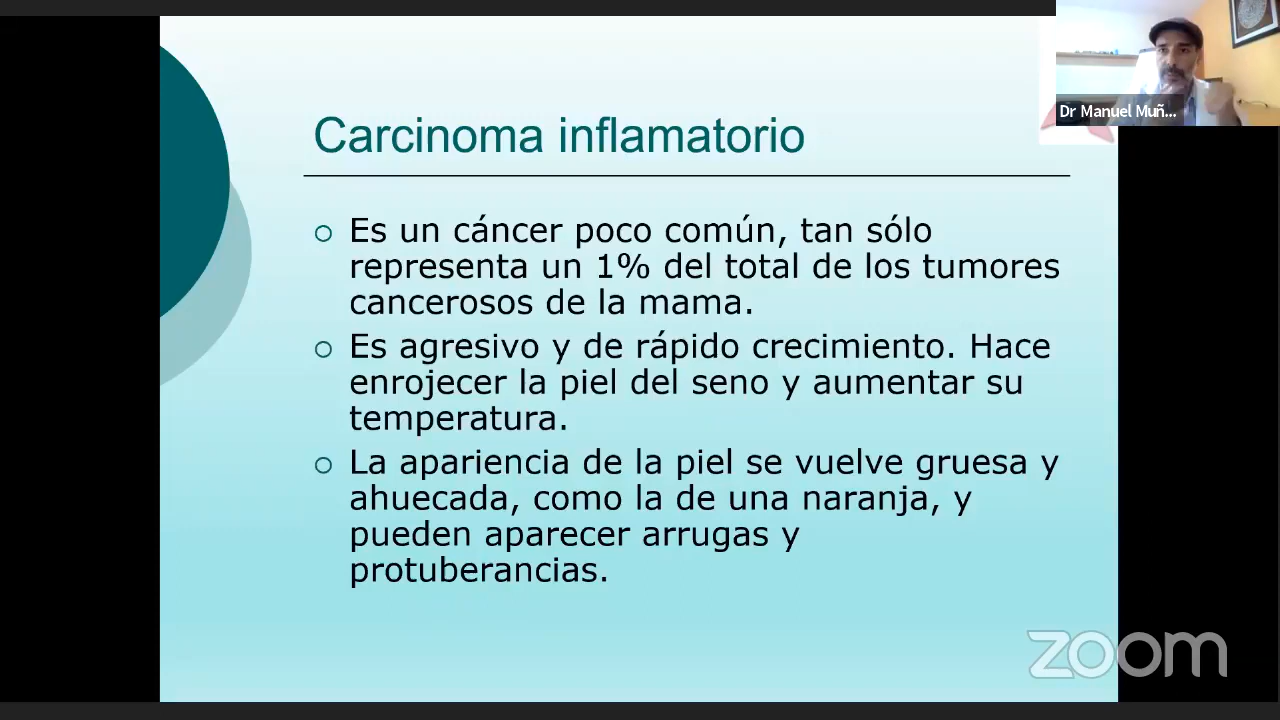 Dr Manuel Muñ...
Carcinoma inflamatorio
Es un cáncer poco común, tan sólo
representa un 1% del total de los tumores
cancerosos de la mama.
Es agresivo y de rápido crecimiento. Hace
enrojecer la piel del seno y aumentar su
temperatura.
La apariencia de la piel se vuelve gruesa y
ahuecada, como la de una naranja, y
pueden aparecer arrugas y
protuberancias.
zoom